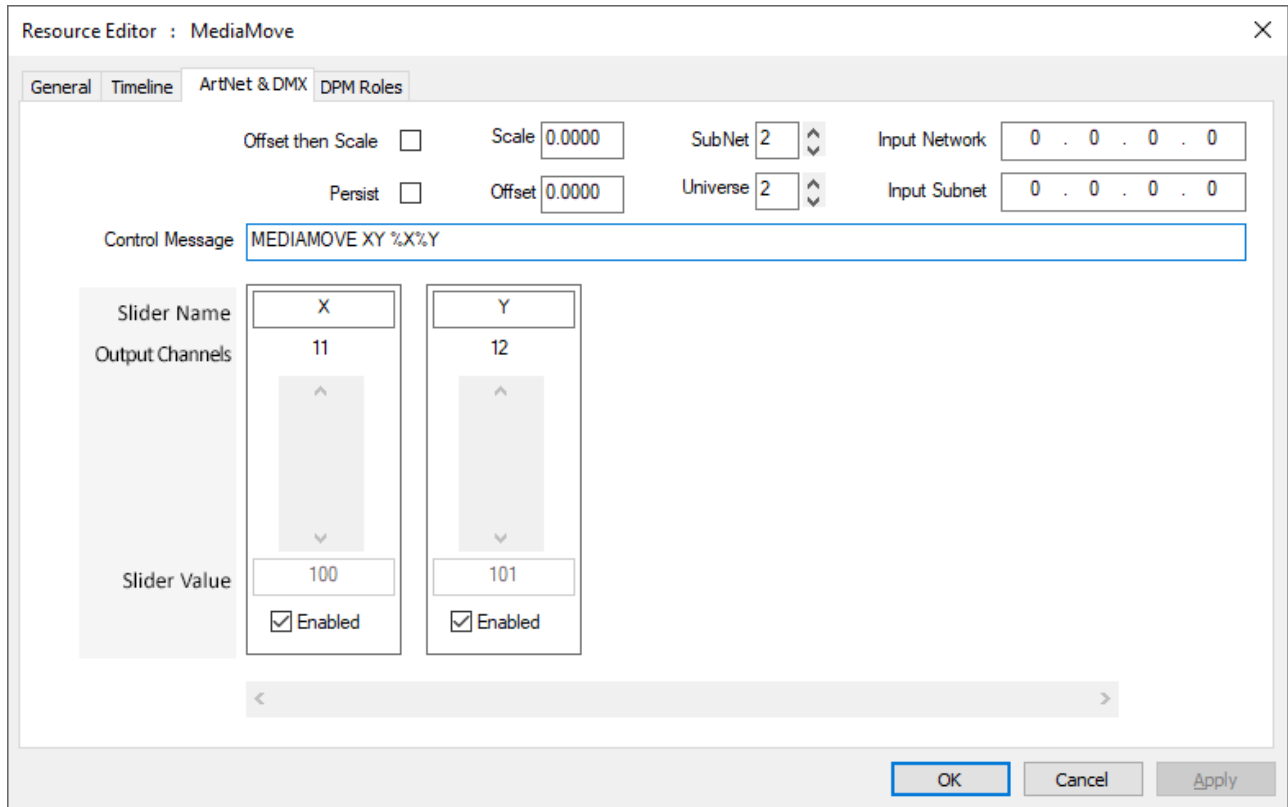 Resource Editor : MediaMove
General Timeline ArtNet & DMX DPM Roles
Offset then Scale Scale 0.0000 SubNet 2 Input Network 0 . 0 . 0 . 0
Persist Offset 0.0000 Universe 2 Input Subnet 0 . 0 . 0 . 0
Control Message MEDIAMOVE XY %X%Y
Slider Name X Y
Output Channels 11 12
Slider Value 100 101
Enabled Enabled
OK Cancel Apply